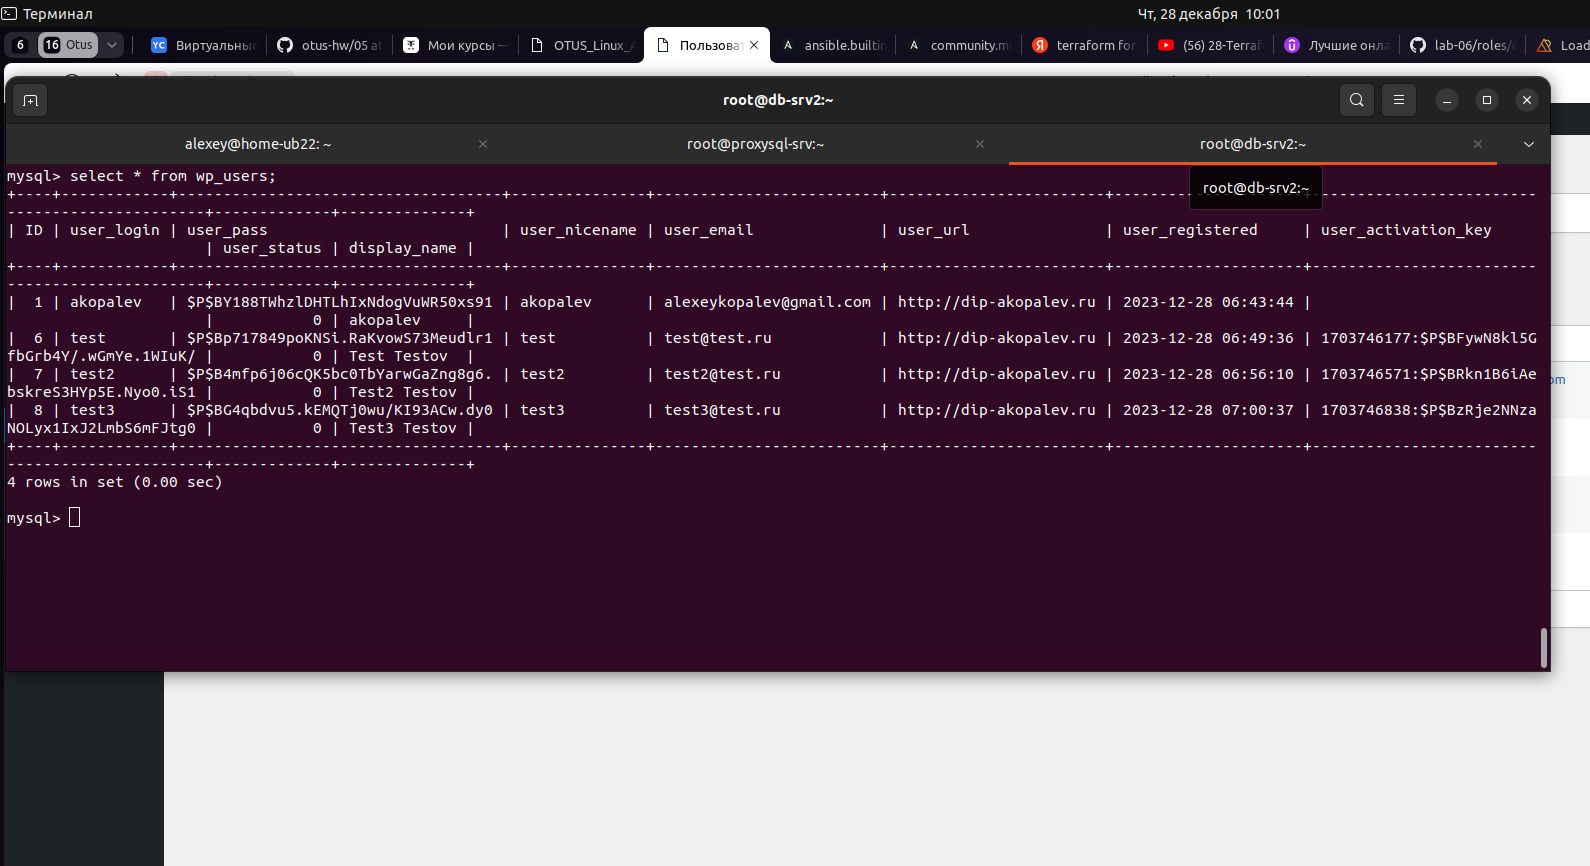 Терминал
Чт, 28 декабря 10:01
6 16 Otus Виртуальны otus-hw/05 a Мои курсы — OTUS_Linux_ Пользоват ansible.builtin community.my terraform for (56) 28-Terraf Лучшие онла lab-06/roles/ Load
root@db-srv2:~
alexey@home-ub22: ~ root@proxysql-srv:~ root@db-srv2:~
root@db-srv2:~
mysql> select * from wp_users;
+----+------------+------------------------------------+---------------+-------------------------+-------------------------+---------------------+-------------------------
----------------------+-------------+--------------+
| ID | user_login | user_pass | user_nicename | user_email | user_url | user_registered | user_activation_key
| user_status | display_name |
+----+------------+------------------------------------+---------------+-------------------------+-------------------------+---------------------+-------------------------
----------------------+-------------+--------------+
| 1 | akopalev | $P$BY188TWhzlDHTLhIxNdogVuWR50xs91 | akopalev | alexeykopalev@gmail.com | http://dip-akopalev.ru | 2023-12-28 06:43:44 |
| 0 | akopalev |
| 6 | test | $P$Bp717849poKNSi.RaKvowS73Meudlr1 | test | test@test.ru | http://dip-akopalev.ru | 2023-12-28 06:49:36 | 1703746177:$P$BFywN8kl5G
fbGrb4Y/.wGmYe.1WIuK/ | 0 | Test Testov |
| 7 | test2 | $P$B4mfp6j06cQK5bc0TbYarwGaZng8g6. | test2 | test2@test.ru | http://dip-akopalev.ru | 2023-12-28 06:56:10 | 1703746571:$P$BRkn1B6iAe
bskreS3HYp5E.Nyo0.iS1 | 0 | Test2 Testov |
| 8 | test3 | $P$BG4qbdvu5.kEMQTj0wu/KI93ACw.dy0 | test3 | test3@test.ru | http://dip-akopalev.ru | 2023-12-28 07:00:37 | 1703746838:$P$BzRje2NNza
NOLyx1IxJ2LmbS6mFJtg0 | 0 | Test3 Testov |
+----+------------+------------------------------------+---------------+-------------------------+-------------------------+---------------------+-------------------------
----------------------+-------------+--------------+
4 rows in set (0.00 sec)
mysql>
om